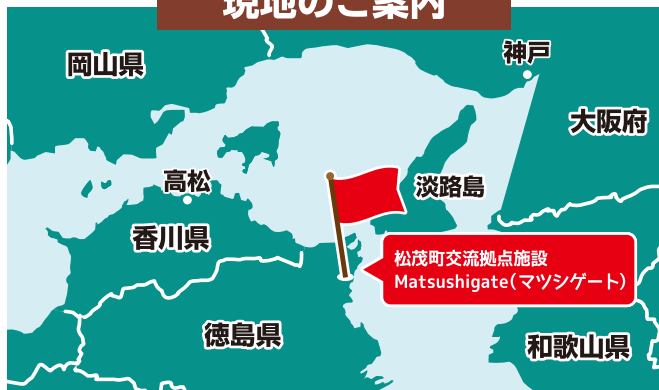 現地のご案内
神戸
岡山県
大阪府
高松
淡路島
香川県
松茂町交流拠点施設
Matsushigate(マツシゲート)
徳島県
和歌山県